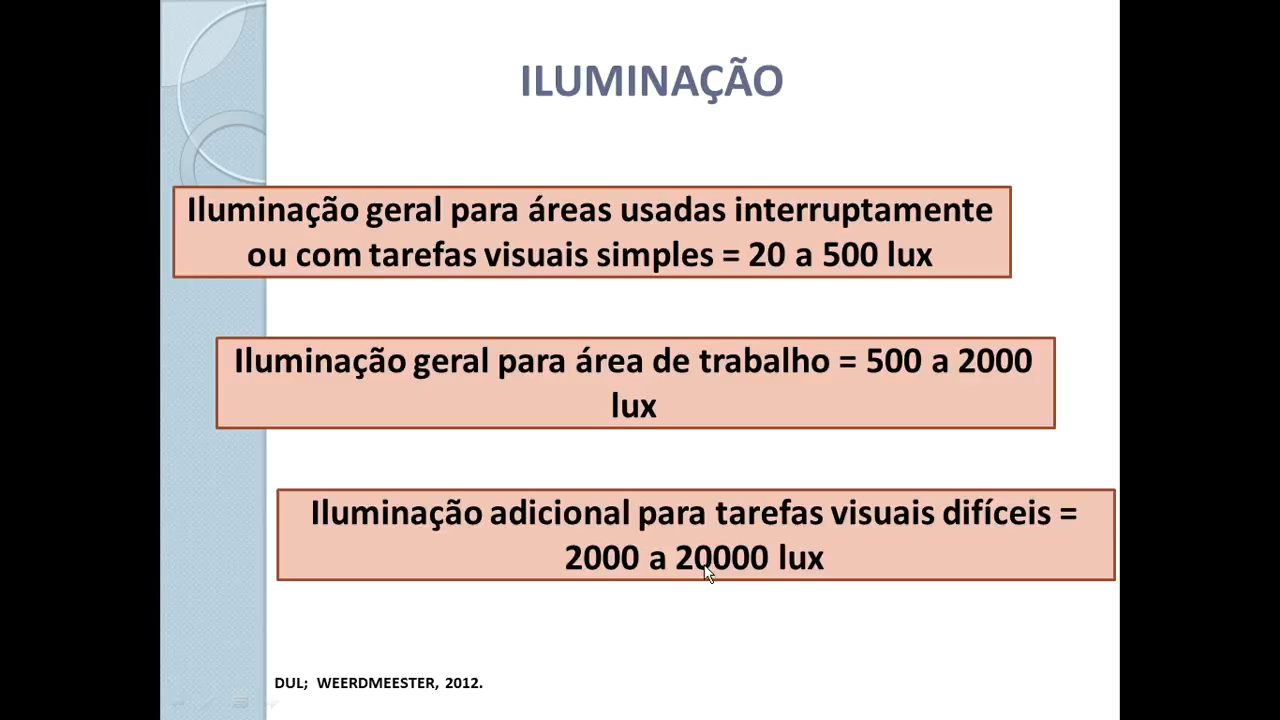 ILUMINAÇÃO
Iluminação geral para áreas usadas interruptamente
ou com tarefas visuais simples = 20 a 500 lux
Iluminação geral para área de trabalho = 500 a 2000
lux
Iluminação adicional para tarefas visuais difíceis =
2000 a 20000 lux
DUL; WEERDMEESTER, 2012.